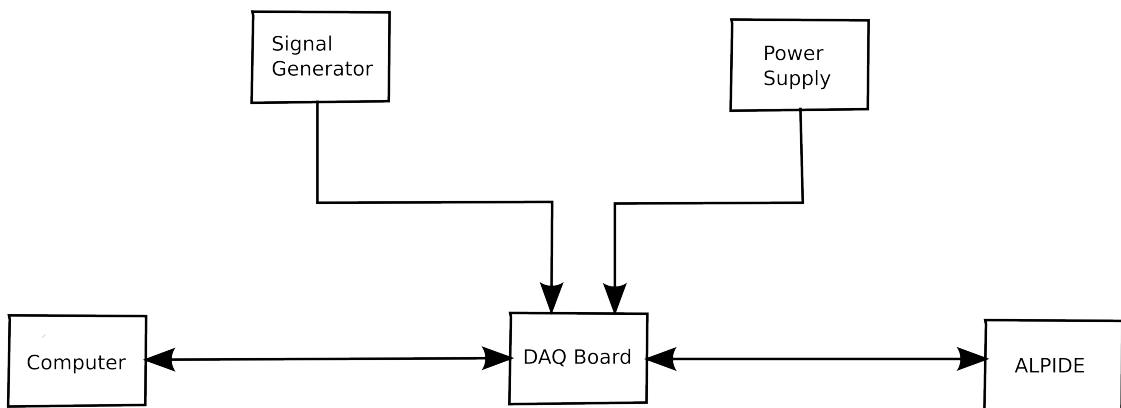 Signal
Generator
Power
Supply
Computer
DAQ Board
ALPIDE